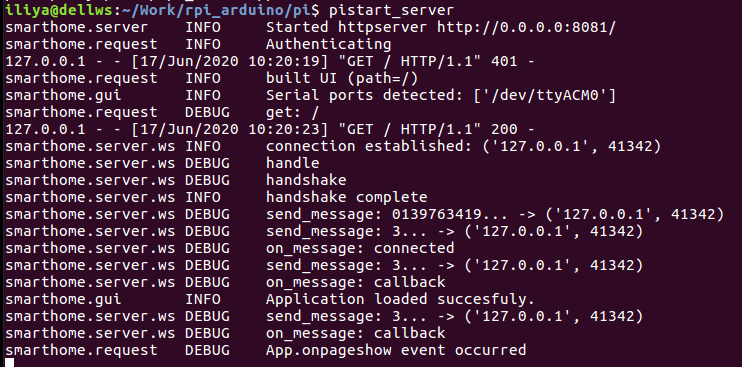 illya@dellws:~/Work/rpi_arduino/pi$ pistart_server
smarthome.server    INFO     Started httpserver http://0.0.0.0:8081/
smarthome.request   INFO     Authenticating
127.0.0.1 - - [17/Jun/2020 10:20:19] "GET / HTTP/1.1" 401 -
smarthome.request   INFO     built UI (path=/)
smarthome.gui       INFO     Serial ports detected: ['/dev/ttyACM0']
smarthome.request   DEBUG    get: /
127.0.0.1 - - [17/Jun/2020 10:20:23] "GET / HTTP/1.1" 200 -
smarthome.server.ws INFO     connection established: ('127.0.0.1', 41342)
smarthome.server.ws DEBUG    handle
smarthome.server.ws DEBUG    handshake
smarthome.server.ws INFO     handshake complete
smarthome.server.ws DEBUG    send_message: 0139763419... -> ('127.0.0.1', 41342)
smarthome.server.ws DEBUG    send_message: 3... -> ('127.0.0.1', 41342)
smarthome.server.ws DEBUG    on_message: connected
smarthome.server.ws DEBUG    send_message: 3... -> ('127.0.0.1', 41342)
smarthome.server.ws DEBUG    on_message: callback
smarthome.gui       INFO     Application loaded succesfuly.
smarthome.server.ws DEBUG    send_message: 3... -> ('127.0.0.1', 41342)
smarthome.server.ws DEBUG    on_message: callback
smarthome.request   DEBUG    App.onpageshow event occurred